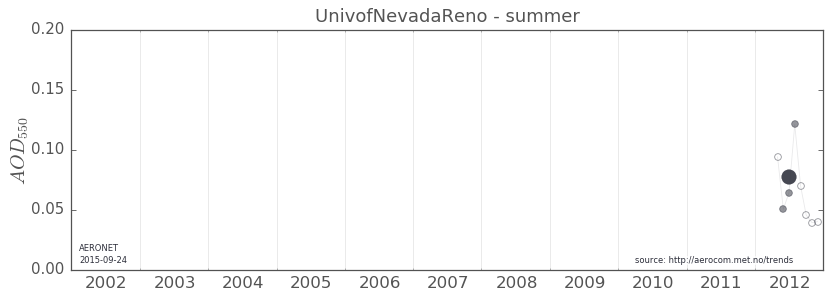 UnivofNevadaReno - summer
0.20
0.15
0.10
0.05
0.00
AOD550
AERONET
2015-09-24
source: http://aerocom.met.no/trends
2002 2003 2004 2005 2006 2007 2008 2009 2010 2011 2012